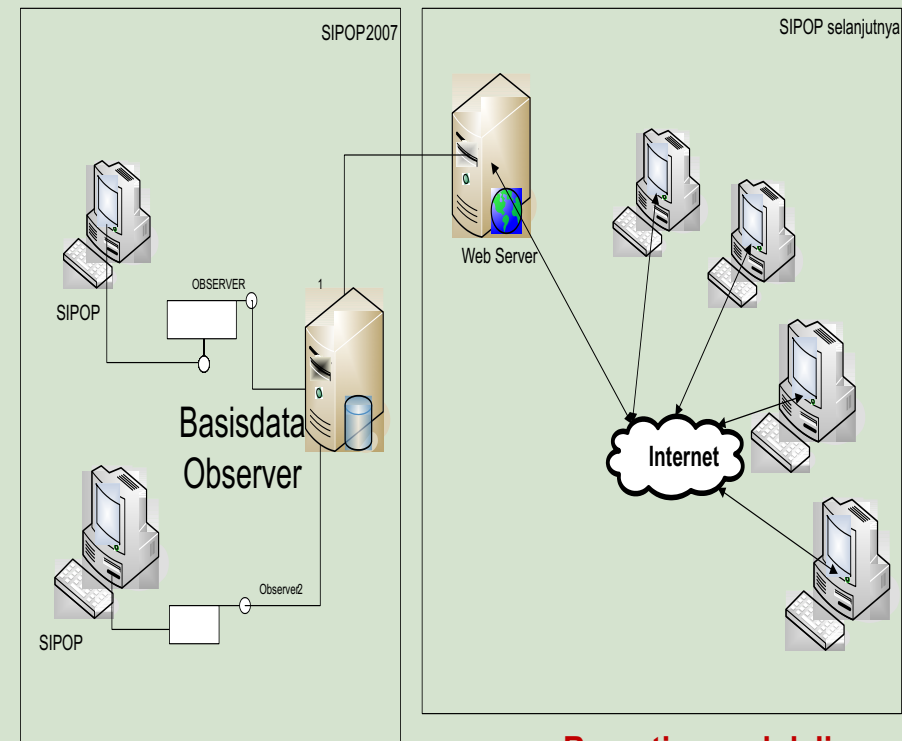 SIPOP2007
SIPOP
OBSERVER
1
Basisdata
Observer
Observer2
SIPOP
SIPOP selanjutnya
Web Server
Internet